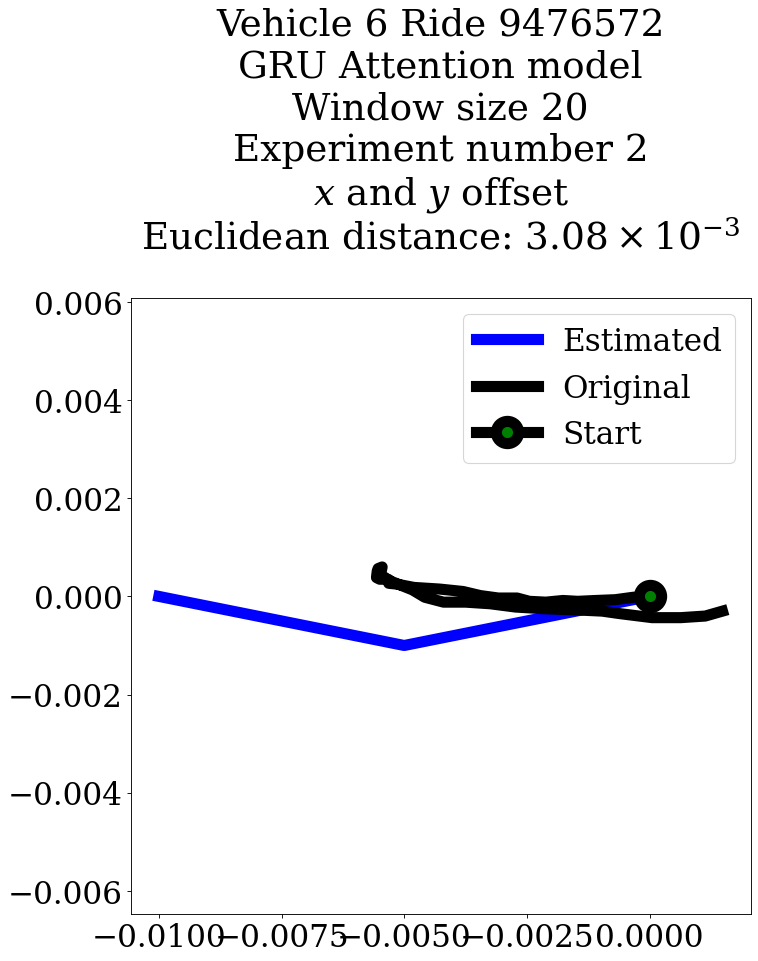 Vehicle 6 Ride 9476572
GRU Attention model
Window size 20
Experiment number 2
x and y offset
Euclidean distance: 3.08 × 10⁻³
Estimated
Original
Start
0.006
0.004
0.002
0.000
−0.002
−0.004
−0.006
−0.0100 −0.0075 −0.0050 −0.0025 0.0000